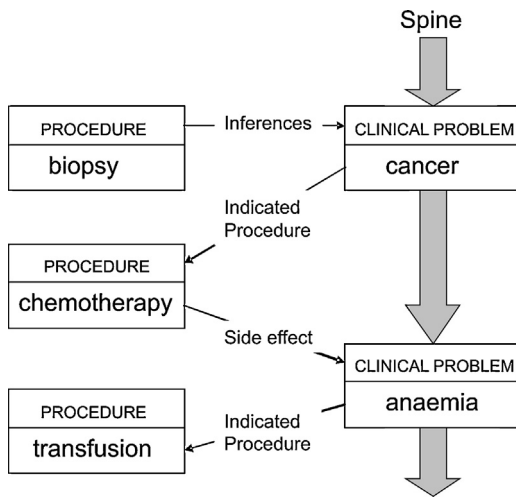 Spine
PROCEDURE
biopsy
Inferences
CLINICAL PROBLEM
cancer
Indicated
Procedure
PROCEDURE
chemotherapy
Side effect
CLINICAL PROBLEM
anaemia
Indicated
Procedure
PROCEDURE
transfusion